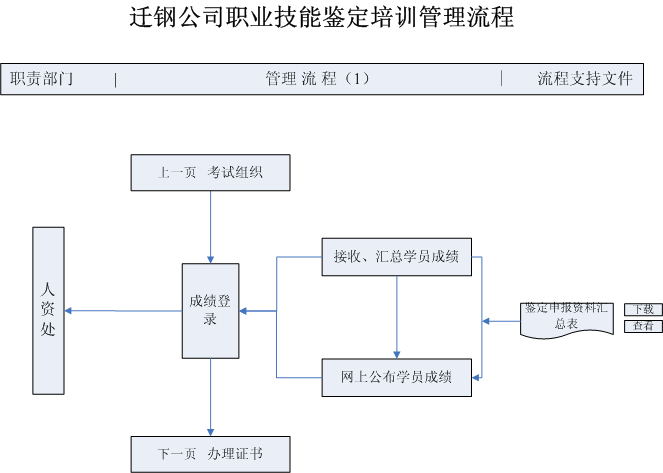 迁钢公司职业技能鉴定培训管理流程
职责部门 | 管理 流 程（1） | 流程支持文件
上一页 考试组织
人
资
处
成绩登
录
接收、汇总学员成绩
鉴定申报资料汇
总表
下载
查看
网上公布学员成绩
下一页 办理证书